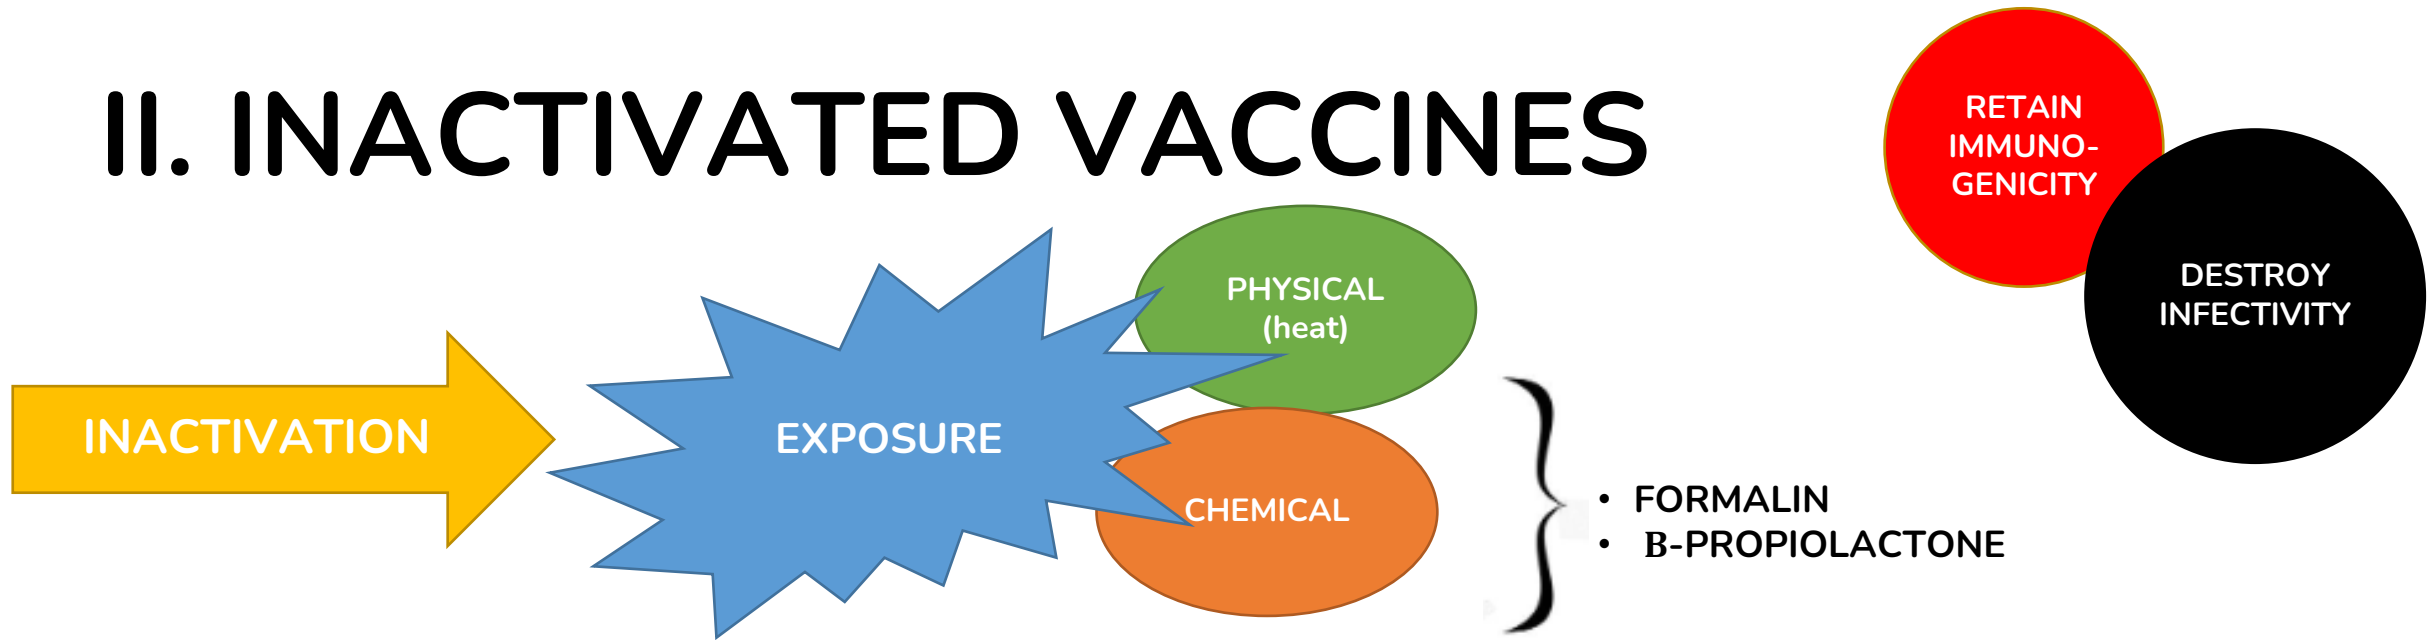 II. INACTIVATED VACCINES
RETAIN
IMMUNO-
GENICITY
DESTROY
INFECTIVITY
INACTIVATION
EXPOSURE
PHYSICAL
(heat)
CHEMICAL
• FORMALIN
• B-PROPIOLACTONE